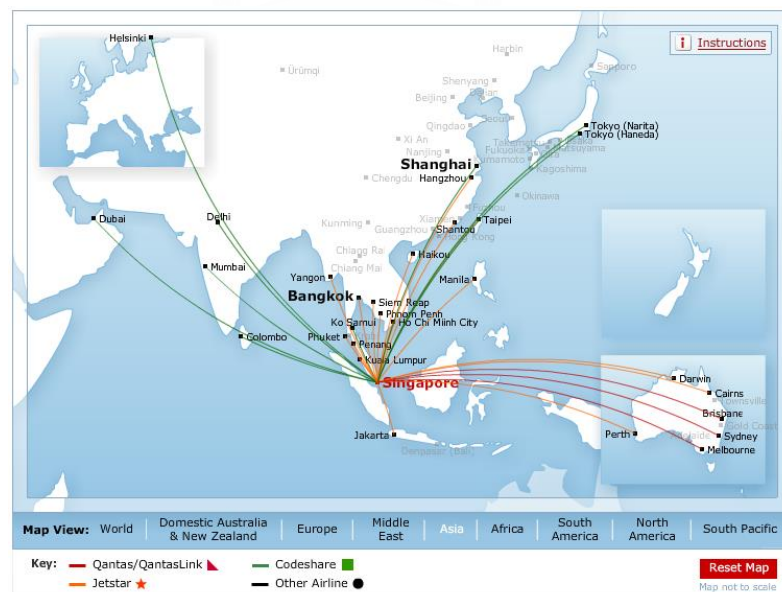 Helsinki
Instructions
Harbin
Ürümqi
Sapporo
Shenyang
Beijing
Dalian
Seoul
Qingdao
Tokyo (Narita)
Tokyo (Haneda)
Xi An
Takamatsu
Osaka
Nanjing
Fukuoka
Matsuyama
Shanghai
Hangzhou
Kagoshima
Chengdu
Okinawa
Fuzhou
Dubai
Delhi
Kunming
Xiamen
Taipei
Guangzhou
Shantou
Hong Kong
Chiang Rai
Haikou
Chiang Mai
Mumbai
Yangon
Manila
Bangkok
Siem Reap
Phnom Penh
Ko Samui
Ho Chi Miinh City
Colombo
Phuket
Penang
Kuala Lumpur
Singapore
Darwin
Cairns
Townsville
Brisbane
Gold Coast
Perth
Adelaide
Sydney
Jakarta
Melbourne
Denpasar (Bali)
Map View:
World
Domestic Australia
& New Zealand
Europe
Middle
East
Asia
Africa
South
America
North
America
South Pacific
Key:
Qantas/QantasLink
Codeshare
Reset Map
Jetstar
Other Airline
Map not to scale